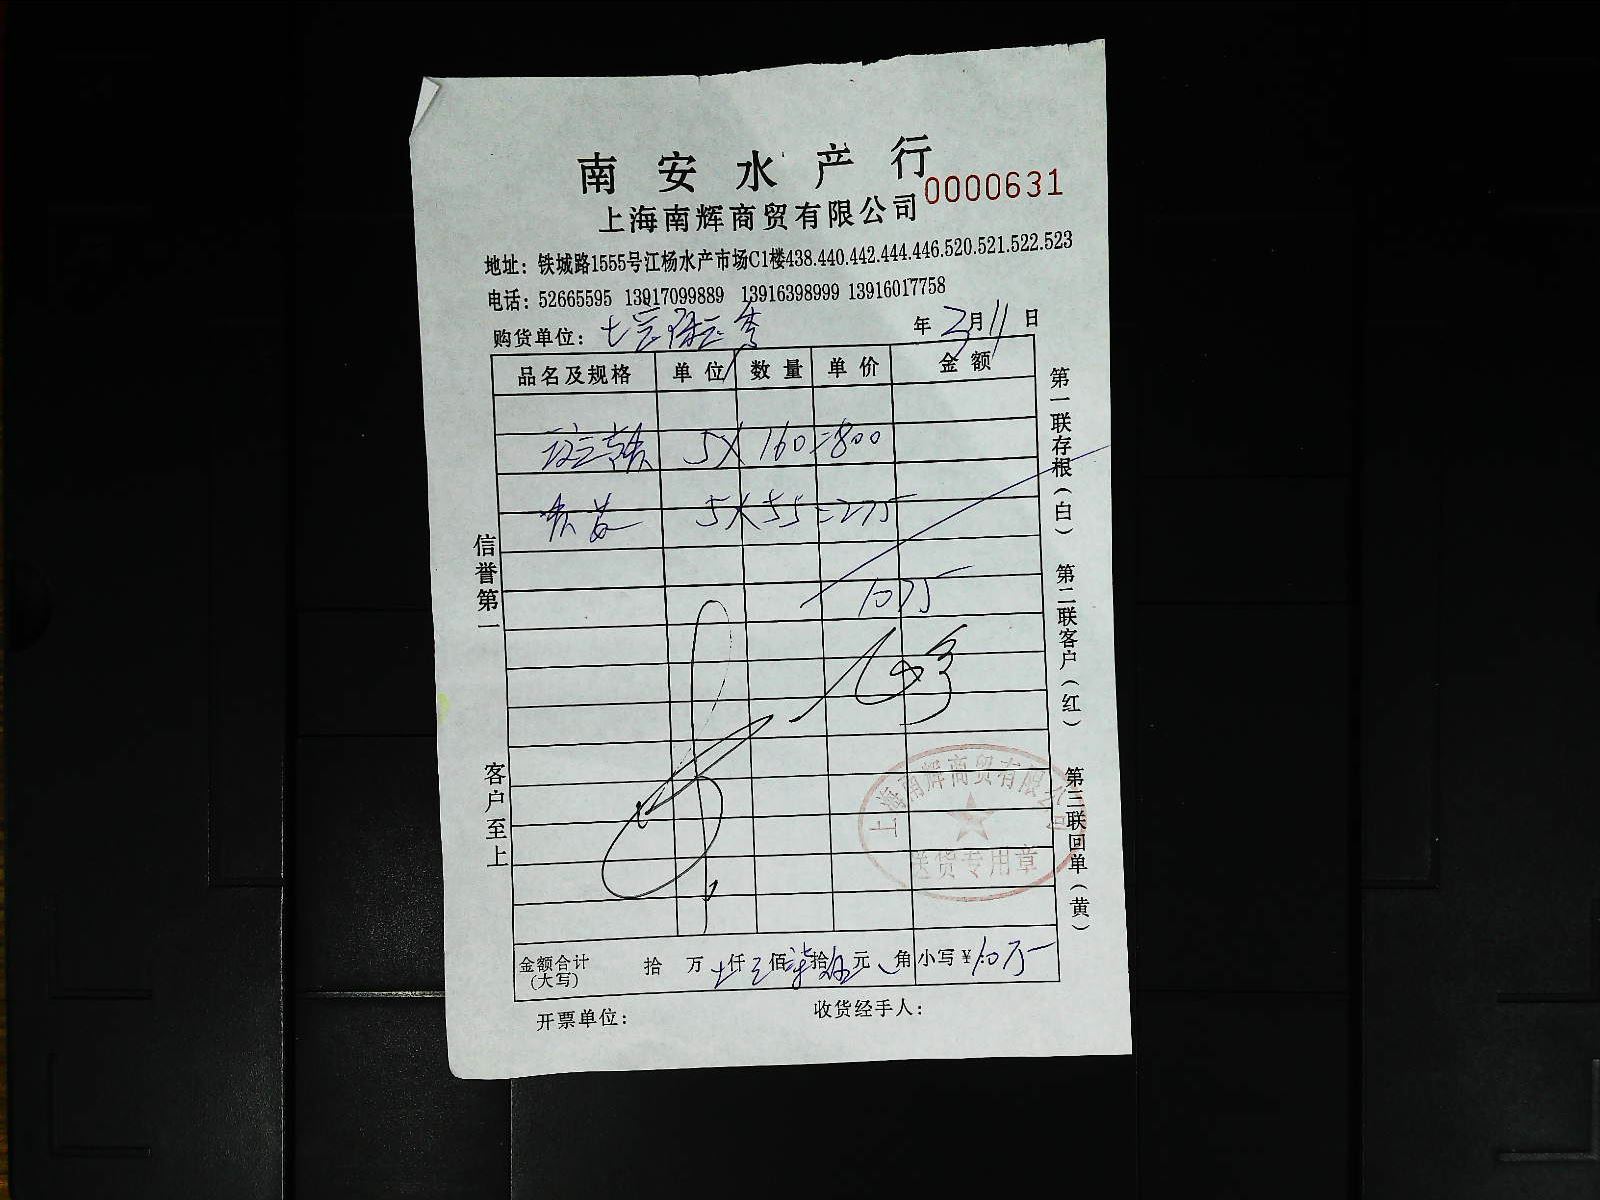 南安水产行
0000631
上海南辉商贸有限公司
地址：铁城路1555号江杨水产市场C1楼438.440.442.444.446.520.521.522.523
电话：52665595 13917099889 13916398999 13916017758
购货单位：
年 3月11日
品名及规格 单位 数量 单价 金额
5X 160=800
5X 55=275
1075
金额合计（大写） 拾 万 仟 佰 柒拾 伍元 角 小写¥:
开票单位： 收货经手人：
信誉第一
客户至上
第一联存根（白）
第二联客户（红）
第三联回单（黄）
上海南辉商贸有限公司
送货专用章